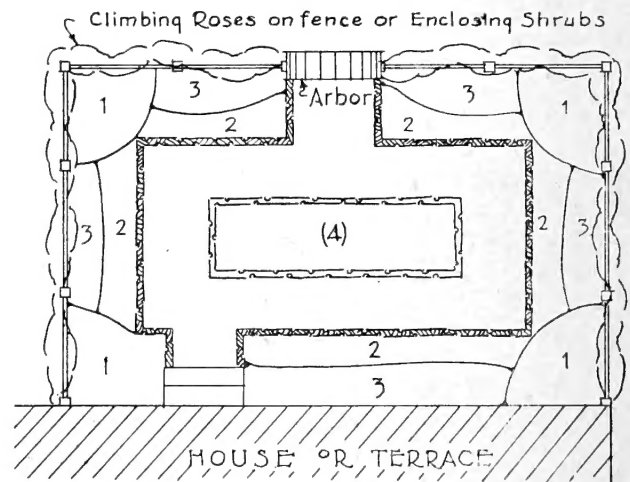 Climbing Roses on fence or Enclosing Shrubs
3 3
1 Arbor 1
2 2
3 2 (4) 2 3
2
1 3 1
HOUSE OR TERRACE